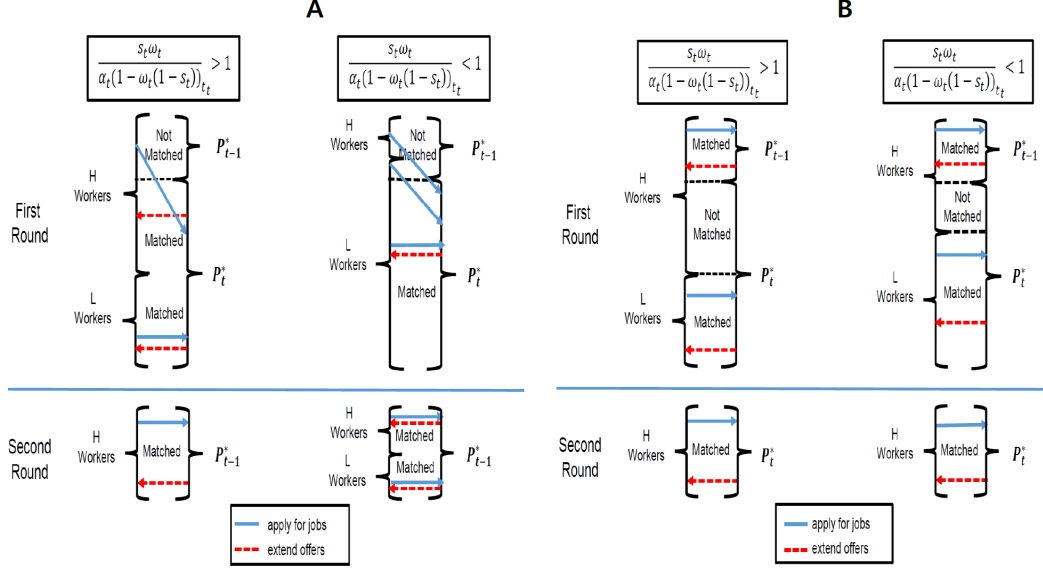 A
B
s_t ω_t / α_t(1 − ω_t(1 − s_t))_{t_t} > 1
s_t ω_t / α_t(1 − ω_t(1 − s_t))_{t_t} < 1
s_t ω_t / α_t(1 − ω_t(1 − s_t))_{t_t} > 1
s_t ω_t / α_t(1 − ω_t(1 − s_t))_{t_t} < 1
First
Round
H
Workers
L
Workers
Not
Matched
Matched
Matched
P*_{t−1}
P*_t
H
Workers
L
Workers
Not
Matched
Matched
P*_{t−1}
P*_t
First
Round
H
Workers
L
Workers
Matched
Not
Matched
Matched
P*_{t−1}
P*_t
H
Workers
L
Workers
Matched
Not
Matched
Matched
P*_{t−1}
P*_t
Second
Round
H
Workers
Matched
P*_{t−1}
H
Workers
L
Workers
Matched
Matched
P*_{t−1}
Second
Round
H
Workers
Matched
P*_t
H
Workers
Matched
P*_t
apply for jobs
extend offers
apply for jobs
extend offers